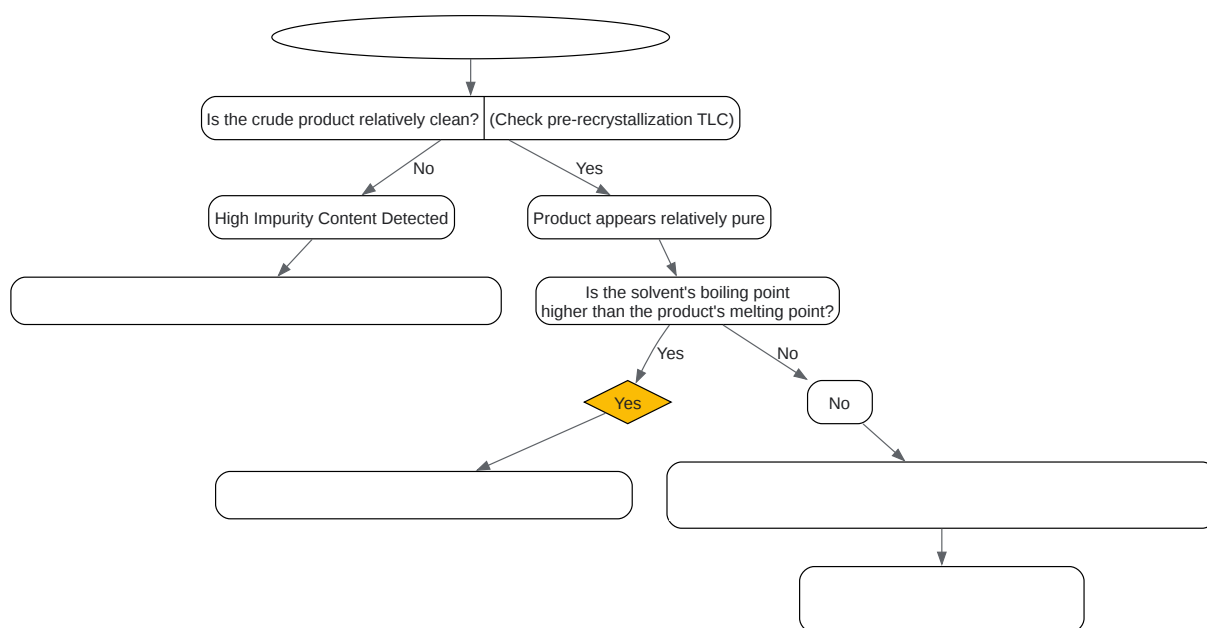 Is the crude product relatively clean?
(Check pre-recrystallization TLC)
No
Yes
High Impurity Content Detected
Product appears relatively pure
Is the solvent's boiling point
higher than the product's melting point?
Yes
No
Yes
No